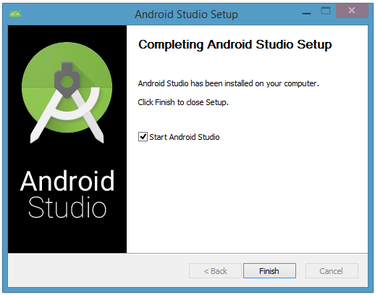 Android Studio Setup
Completing Android Studio Setup
Android Studio has been installed on your computer.
Click Finish to close Setup.
Start Android Studio
Android
Studio
< Back
Finish
Cancel